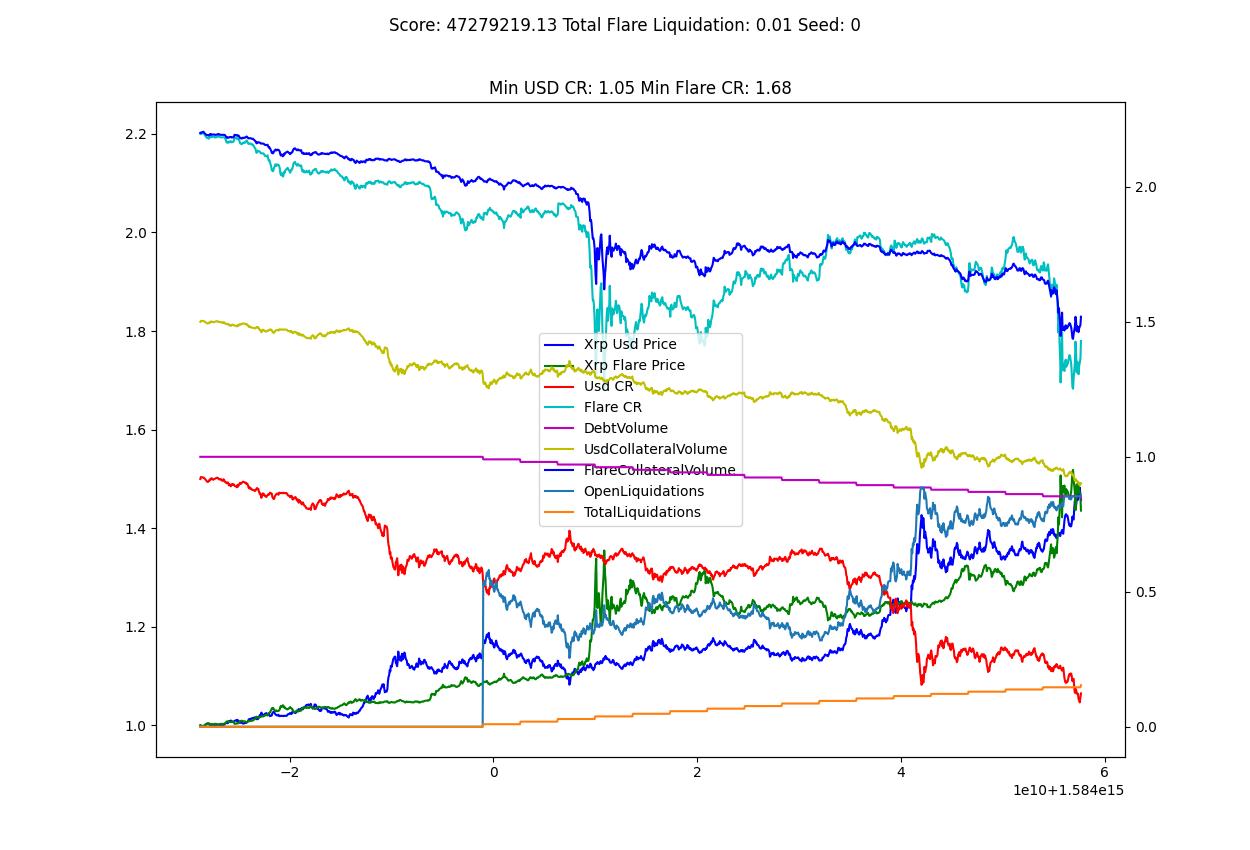 Score: 47279219.13 Total Flare Liquidation: 0.01 Seed: 0
Min USD CR: 1.05 Min Flare CR: 1.68
2.2
2.0
1.8
1.6
1.4
1.2
1.0
2.0
1.5
1.0
0.5
0.0
Xrp Usd Price
Xrp Flare Price
Usd CR
Flare CR
DebtVolume
UsdCollateralVolume
FlareCollateralVolume
OpenLiquidations
TotalLiquidations
−2 0 2 4 6
1e10+1.584e15